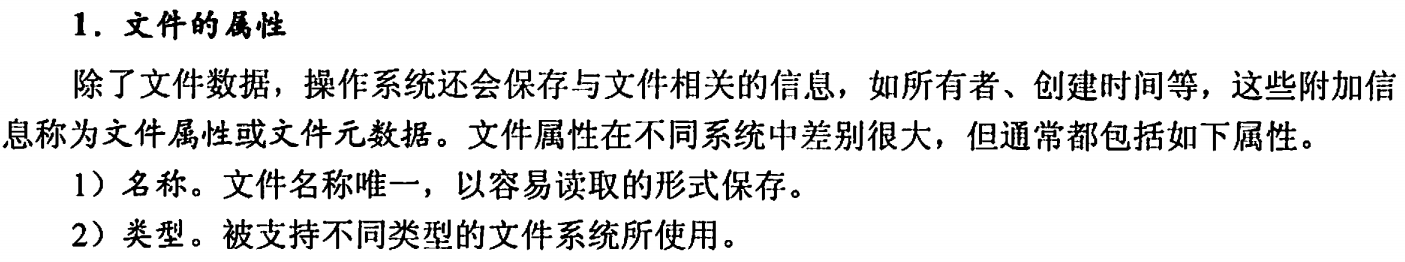 1. 文件的属性
除了文件数据，操作系统还会保存与文件相关的信息，如所有者、创建时间等，这些附加信
息称为文件属性或文件元数据。文件属性在不同系统中差别很大，但通常都包括如下属性。
1）名称。文件名称唯一，以容易读取的形式保存。
2）类型。被支持不同类型的文件系统所使用。